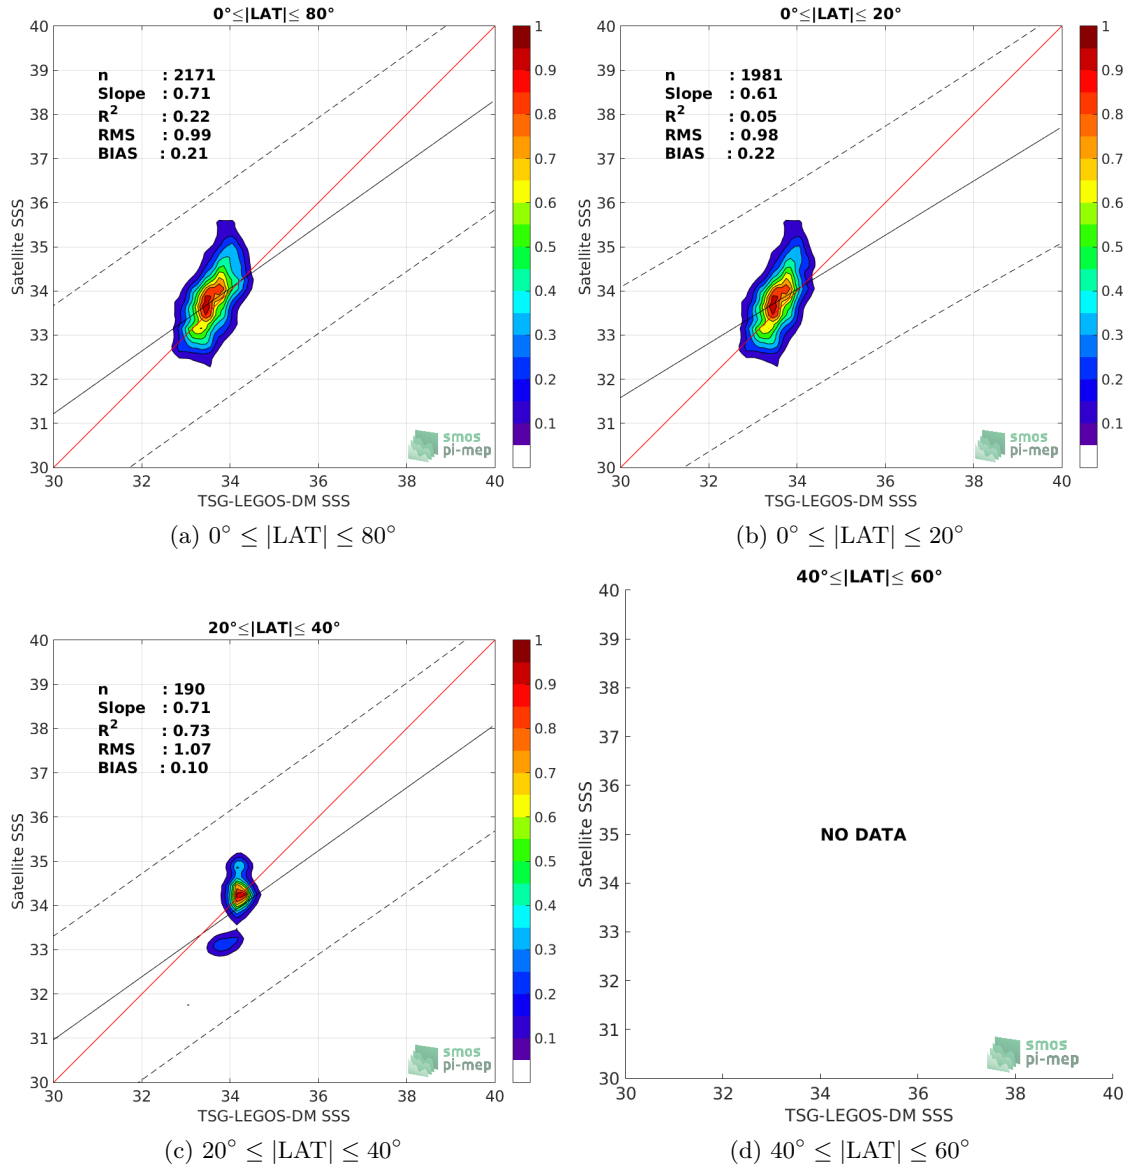 0°≤|LAT|≤ 80°
40
39
38
37
36
35
34
33
32
31
30
Satellite SSS
n : 2171
Slope : 0.71
R² : 0.22
RMS : 0.99
BIAS : 0.21
smos
pi-mep
30 32 34 36 38 40
TSG-LEGOS-DM SSS
1
0.9
0.8
0.7
0.6
0.5
0.4
0.3
0.2
0.1
(a) 0° ≤ |LAT| ≤ 80°
0°≤|LAT|≤ 20°
40
39
38
37
36
35
34
33
32
31
30
Satellite SSS
n : 1981
Slope : 0.61
R² : 0.05
RMS : 0.98
BIAS : 0.22
smos
pi-mep
30 32 34 36 38 40
TSG-LEGOS-DM SSS
1
0.9
0.8
0.7
0.6
0.5
0.4
0.3
0.2
0.1
(b) 0° ≤ |LAT| ≤ 20°
20°≤|LAT|≤ 40°
40
39
38
37
36
35
34
33
32
31
30
Satellite SSS
n : 190
Slope : 0.71
R² : 0.73
RMS : 1.07
BIAS : 0.10
smos
pi-mep
30 32 34 36 38 40
TSG-LEGOS-DM SSS
1
0.9
0.8
0.7
0.6
0.5
0.4
0.3
0.2
0.1
(c) 20° ≤ |LAT| ≤ 40°
40°≤|LAT|≤ 60°
40
39
38
37
36
35
34
33
32
31
30
Satellite SSS
NO DATA
smos
pi-mep
30 32 34 36 38 40
TSG-LEGOS-DM SSS
(d) 40° ≤ |LAT| ≤ 60°